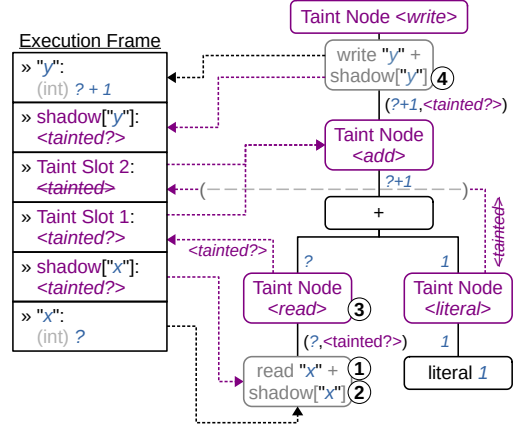 Taint Node <write>
Execution Frame
» "y":
(int) ? + 1
» shadow["y"]:
<tainted?>
» Taint Slot 2:
<tainted>
» Taint Slot 1:
<tainted?>
» shadow["x"]:
<tainted?>
» "x":
(int) ?
write "y" +
shadow["y"] 4
(?+1,<tainted?>)
Taint Node
<add>
?+1
+
<tainted?>
?
1
<tainted>
Taint Node
<read> 3
Taint Node
<literal>
(?,<tainted?>)
1
read "x" + 1
shadow["x"] 2
literal 1